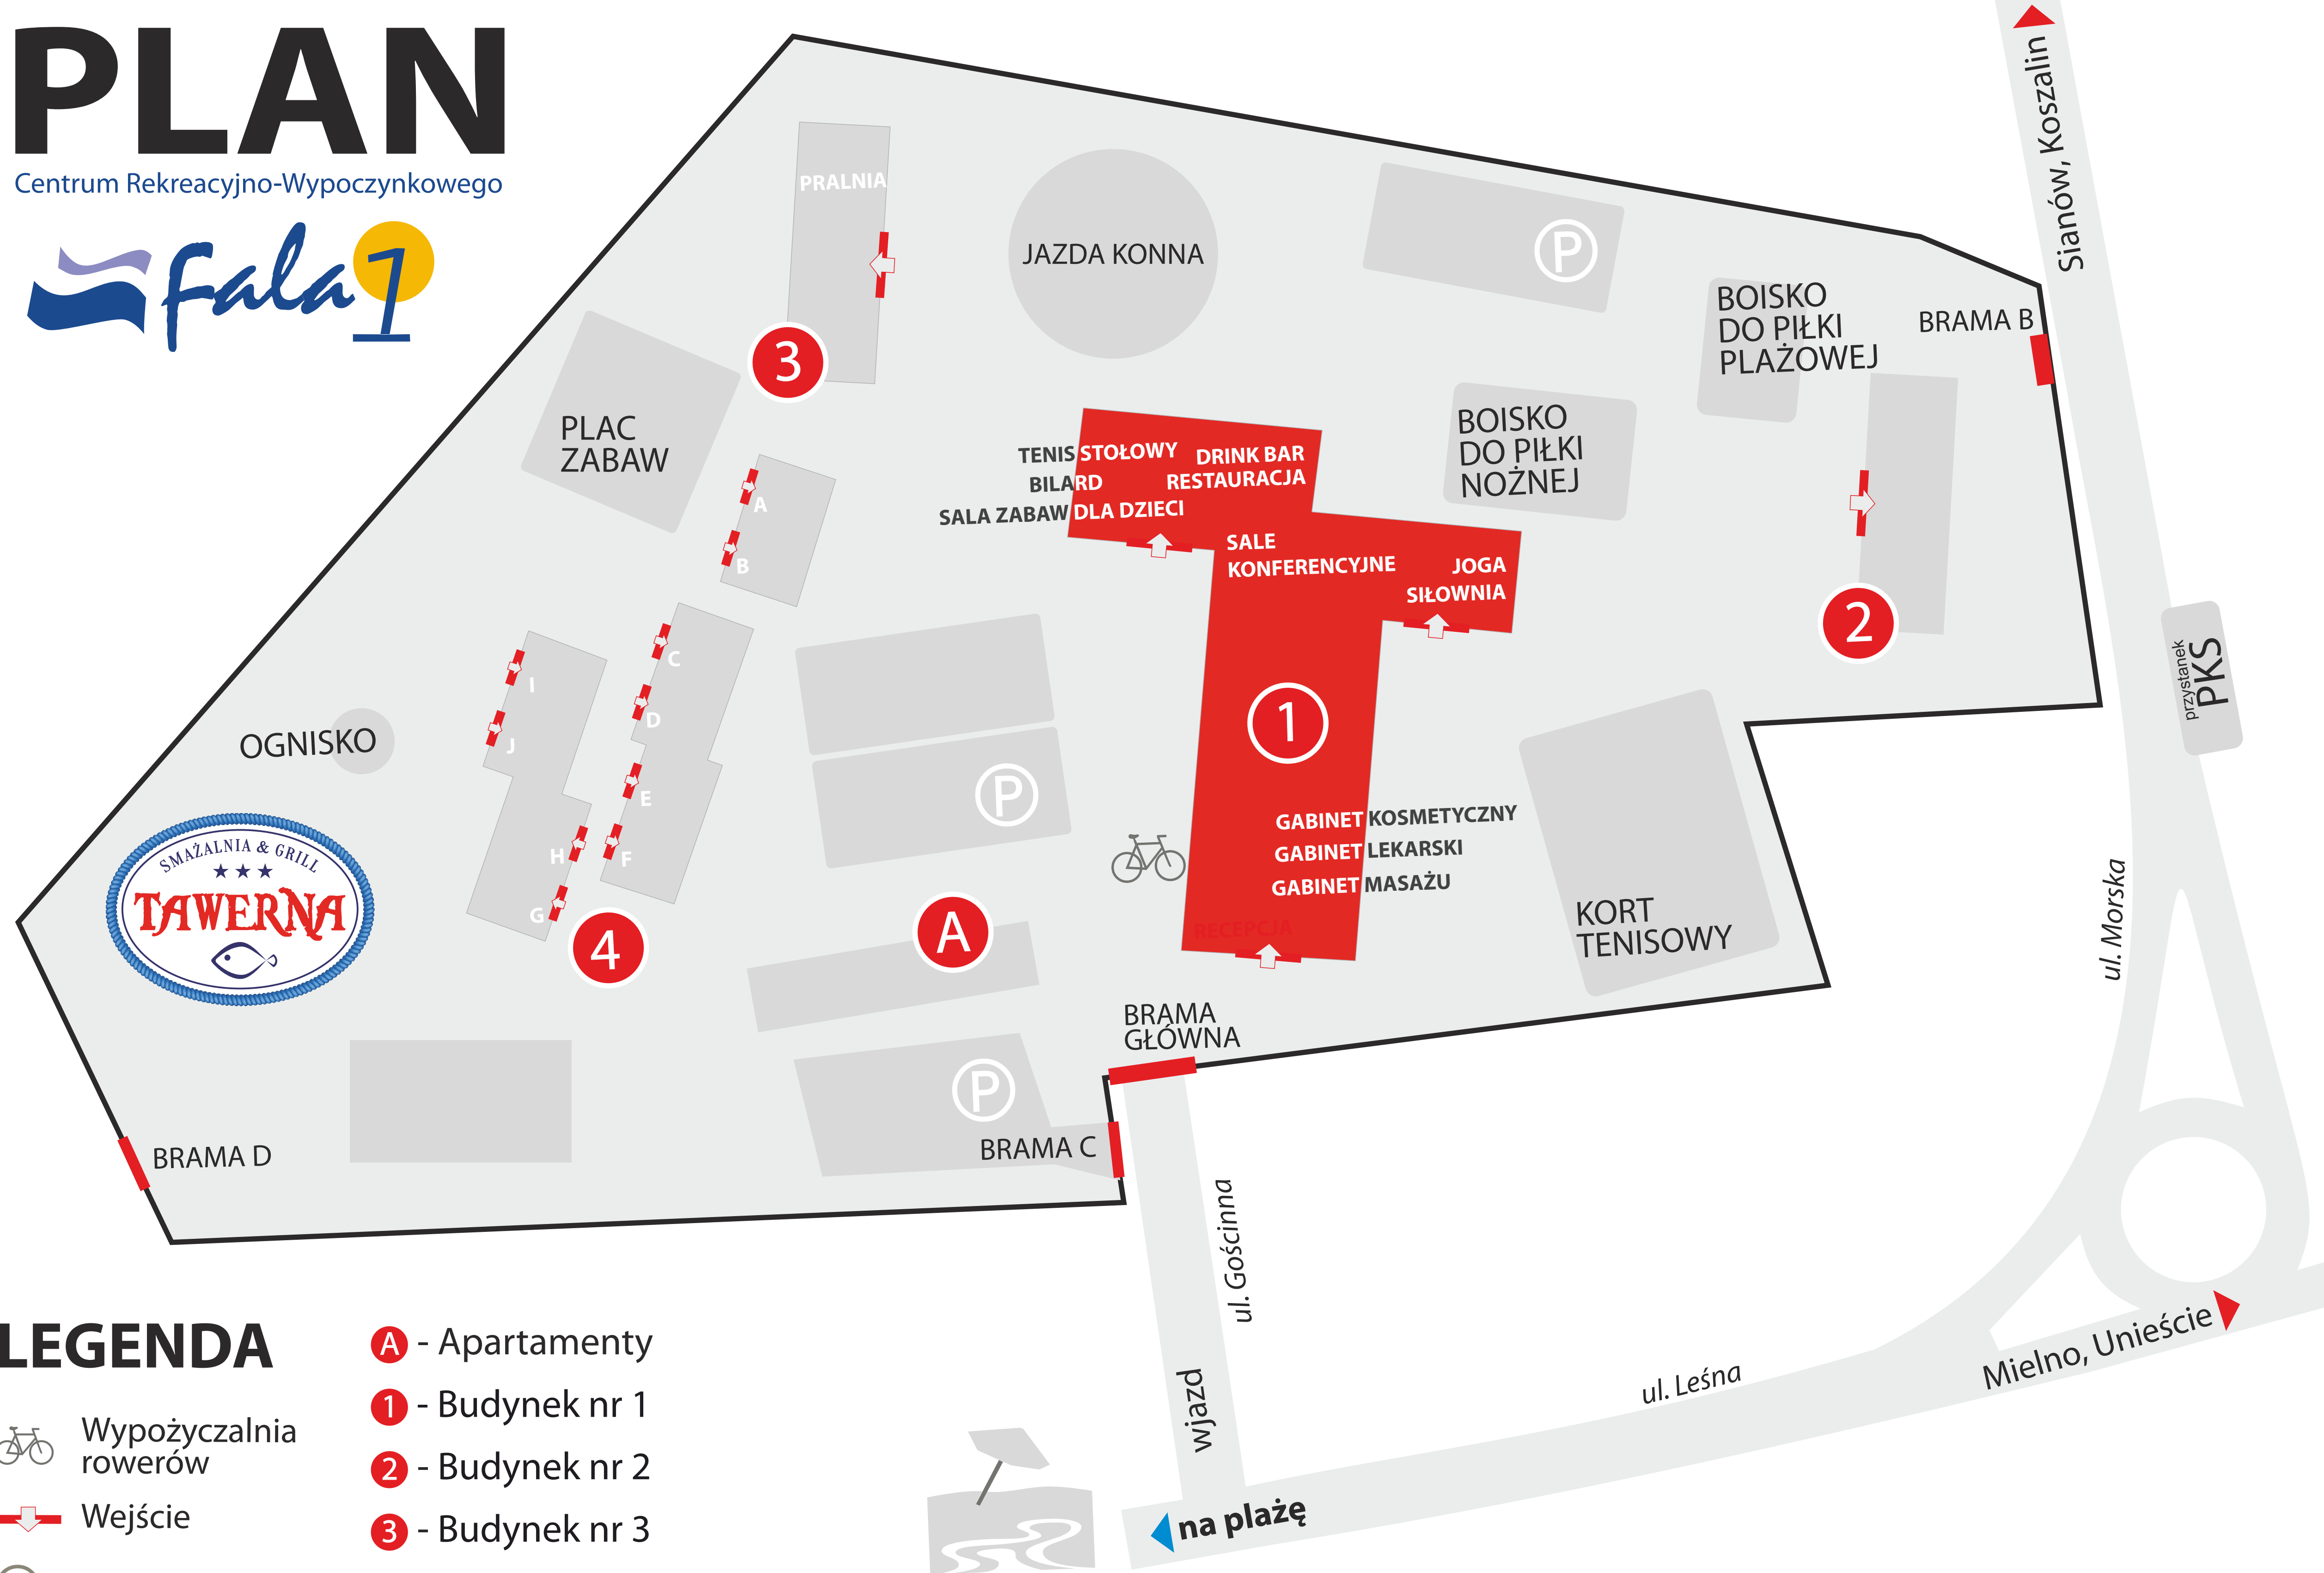 PLAN
Centrum Rekreacyjno-Wypoczynkowego
fala 1
PRALNIA
JAZDA KONNA
P
Sianów, Koszalin
BOISKO
DO PIŁKI
PLAŻOWEJ
BRAMA B
3
PLAC
ZABAW
TENIS STOŁOWY
BILARD
SALA ZABAW DLA DZIECI
DRINK BAR
RESTAURACJA
BOISKO
DO PIŁKI
NOŻNEJ
SALE
KONFERENCYJNE
JOGA
SIŁOWNIA
A
B
2
C
D
E
F
I
J
H
G
1
przystanek
PKS
OGNISKO
P
SMAŻALNIA & GRILL
TAWERNA
GABINET KOSMETYCZNY
GABINET LEKARSKI
GABINET MASAŻU
RECEPCJA
KORT
TENISOWY
4
A
ul. Morska
BRAMA
GŁÓWNA
P
BRAMA C
BRAMA D
ul. Gościnna
wjazd
ul. Leśna
Mielno, Unieście
na plażę
LEGENDA
Wypożyczalnia
rowerów
Wejście
A - Apartamenty
1 - Budynek nr 1
2 - Budynek nr 2
3 - Budynek nr 3